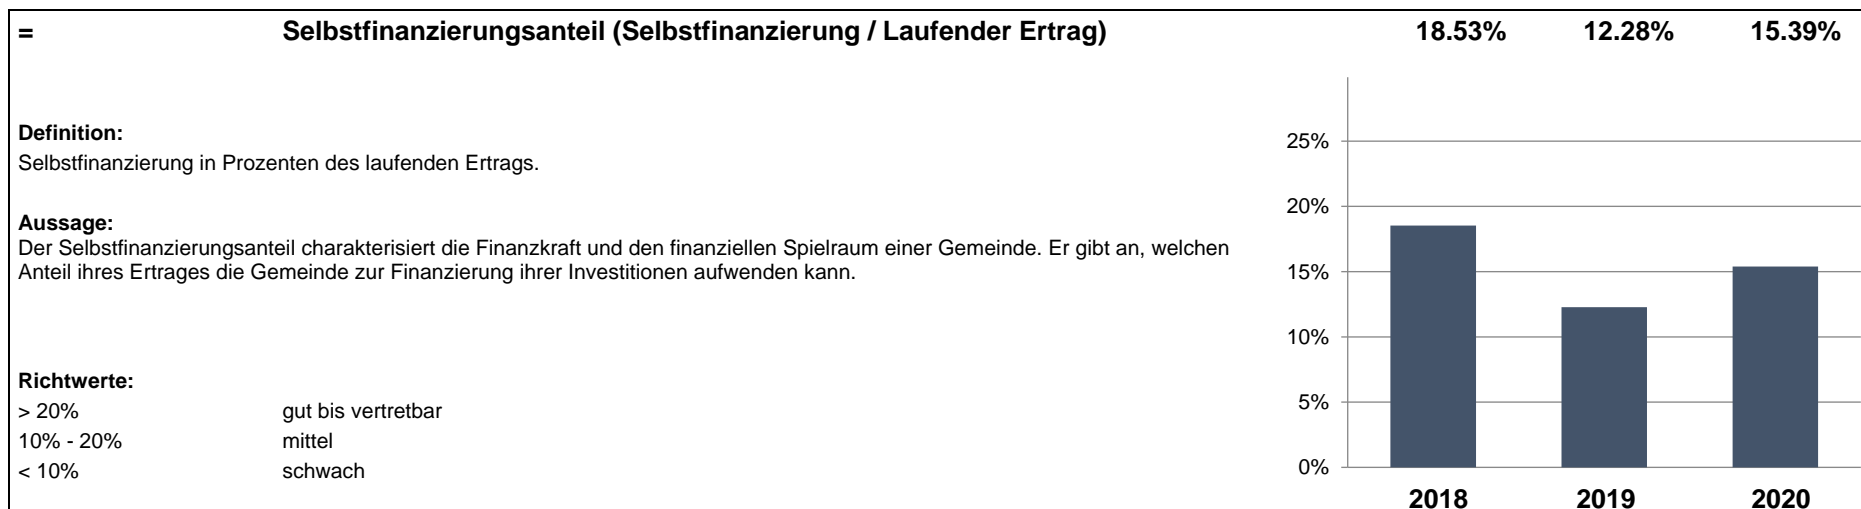 = Selbstfinanzierungsanteil (Selbstfinanzierung / Laufender Ertrag) 18.53% 12.28% 15.39%
Definition:
Selbstfinanzierung in Prozenten des laufenden Ertrags.
Aussage:
Der Selbstfinanzierungsanteil charakterisiert die Finanzkraft und den finanziellen Spielraum einer Gemeinde. Er gibt an, welchen
Anteil ihres Ertrages die Gemeinde zur Finanzierung ihrer Investitionen aufwenden kann.
Richtwerte:
> 20% gut bis vertretbar
10% - 20% mittel
< 10% schwach
25%
20%
15%
10%
5%
0%
2018 2019 2020